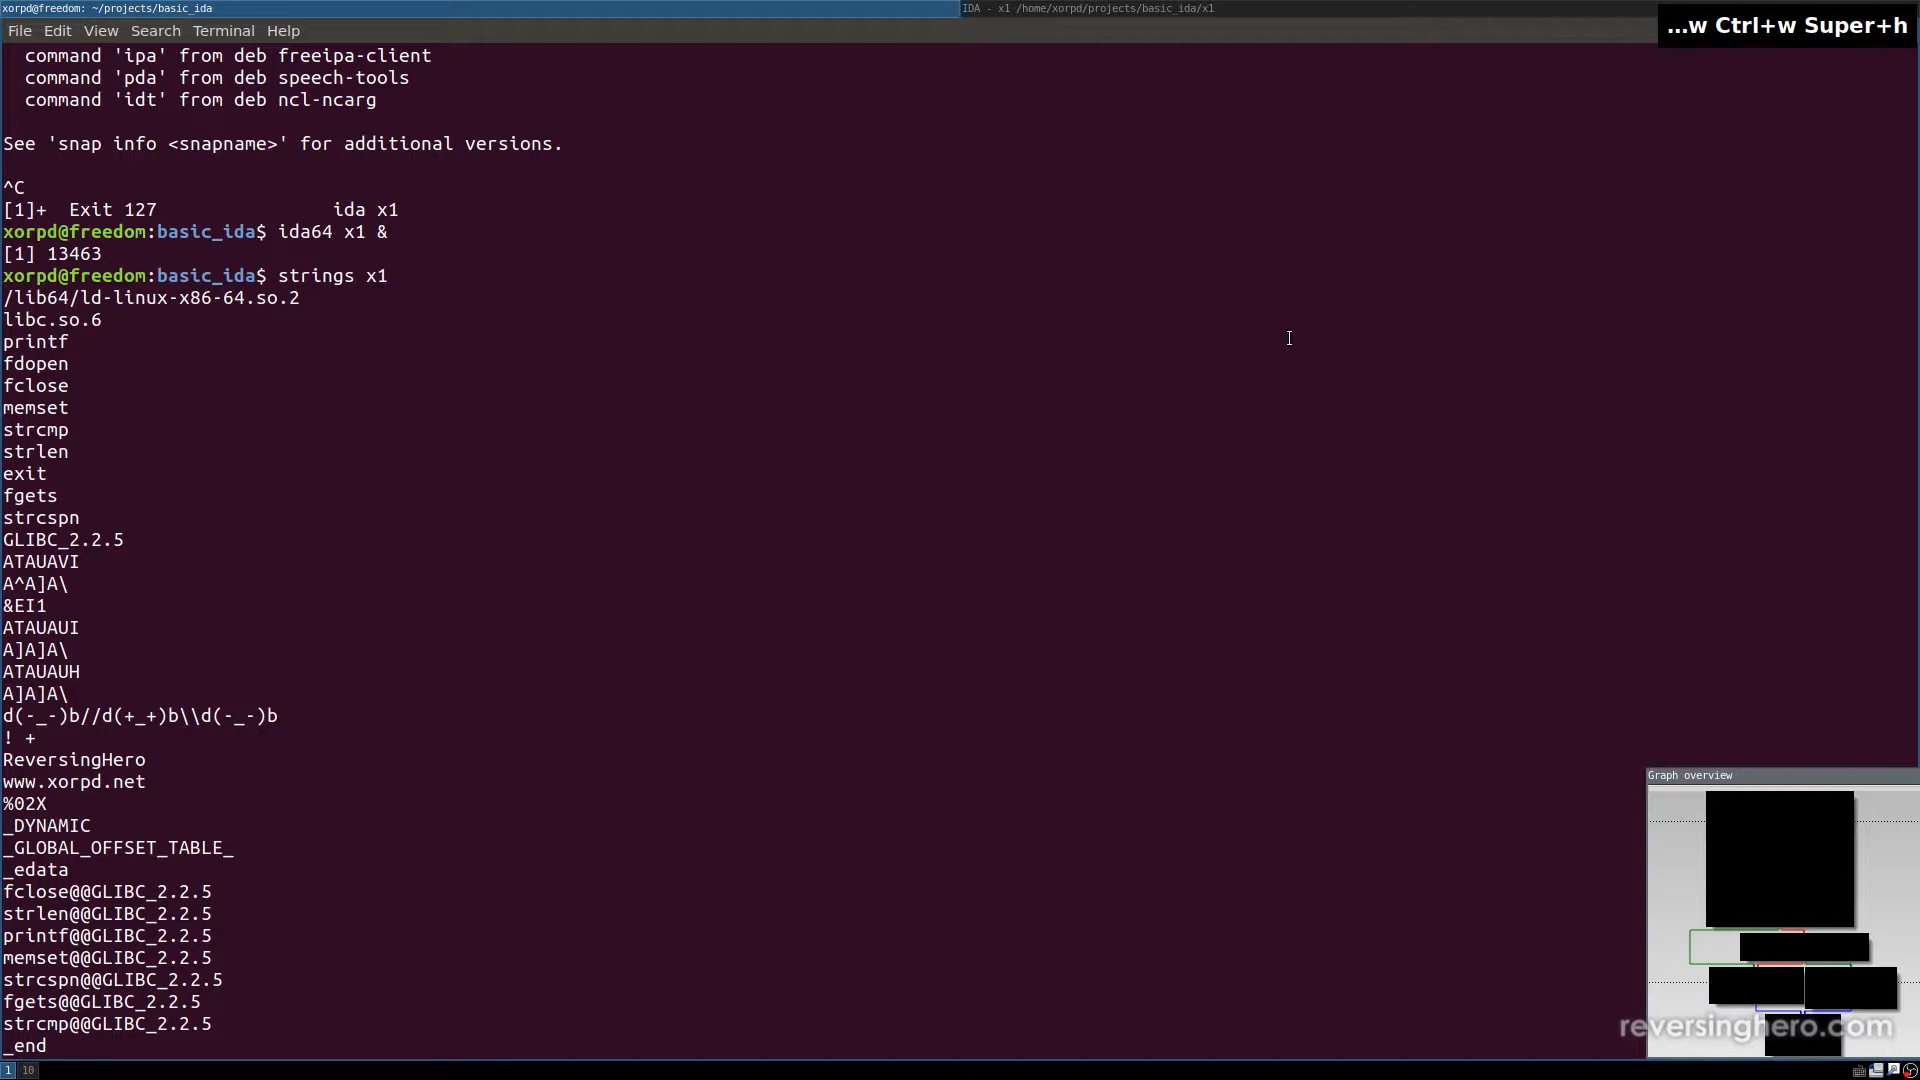 xorpd@freedom: ~/projects/basic_ida
IDA - x1 /home/xorpd/projects/basic_ida/x1
…w Ctrl+w Super+h
File Edit View Search Terminal Help
command 'ipa' from deb freeipa-client
command 'pda' from deb speech-tools
command 'idt' from deb ncl-ncarg
See 'snap info <snapname>' for additional versions.
^C
[1]+  Exit 127                ida x1
xorpd@freedom:basic_ida$ ida64 x1 &
[1] 13463
xorpd@freedom:basic_ida$ strings x1
/lib64/ld-linux-x86-64.so.2
libc.so.6
printf
fdopen
fclose
memset
strcmp
strlen
exit
fgets
strcspn
GLIBC_2.2.5
ATAUAVI
A^A]A\
&EI1
ATAUAUI
A]A]A\
ATAUAUH
A]A]A\
d(-_-)b//d(+_+)b\\d(-_-)b
! +
ReversingHero
www.xorpd.net
%02X
_DYNAMIC
_GLOBAL_OFFSET_TABLE_
_edata
fclose@@GLIBC_2.2.5
strlen@@GLIBC_2.2.5
printf@@GLIBC_2.2.5
memset@@GLIBC_2.2.5
strcspn@@GLIBC_2.2.5
fgets@@GLIBC_2.2.5
strcmp@@GLIBC_2.2.5
_end
Graph overview
reversinghero.com
1 10